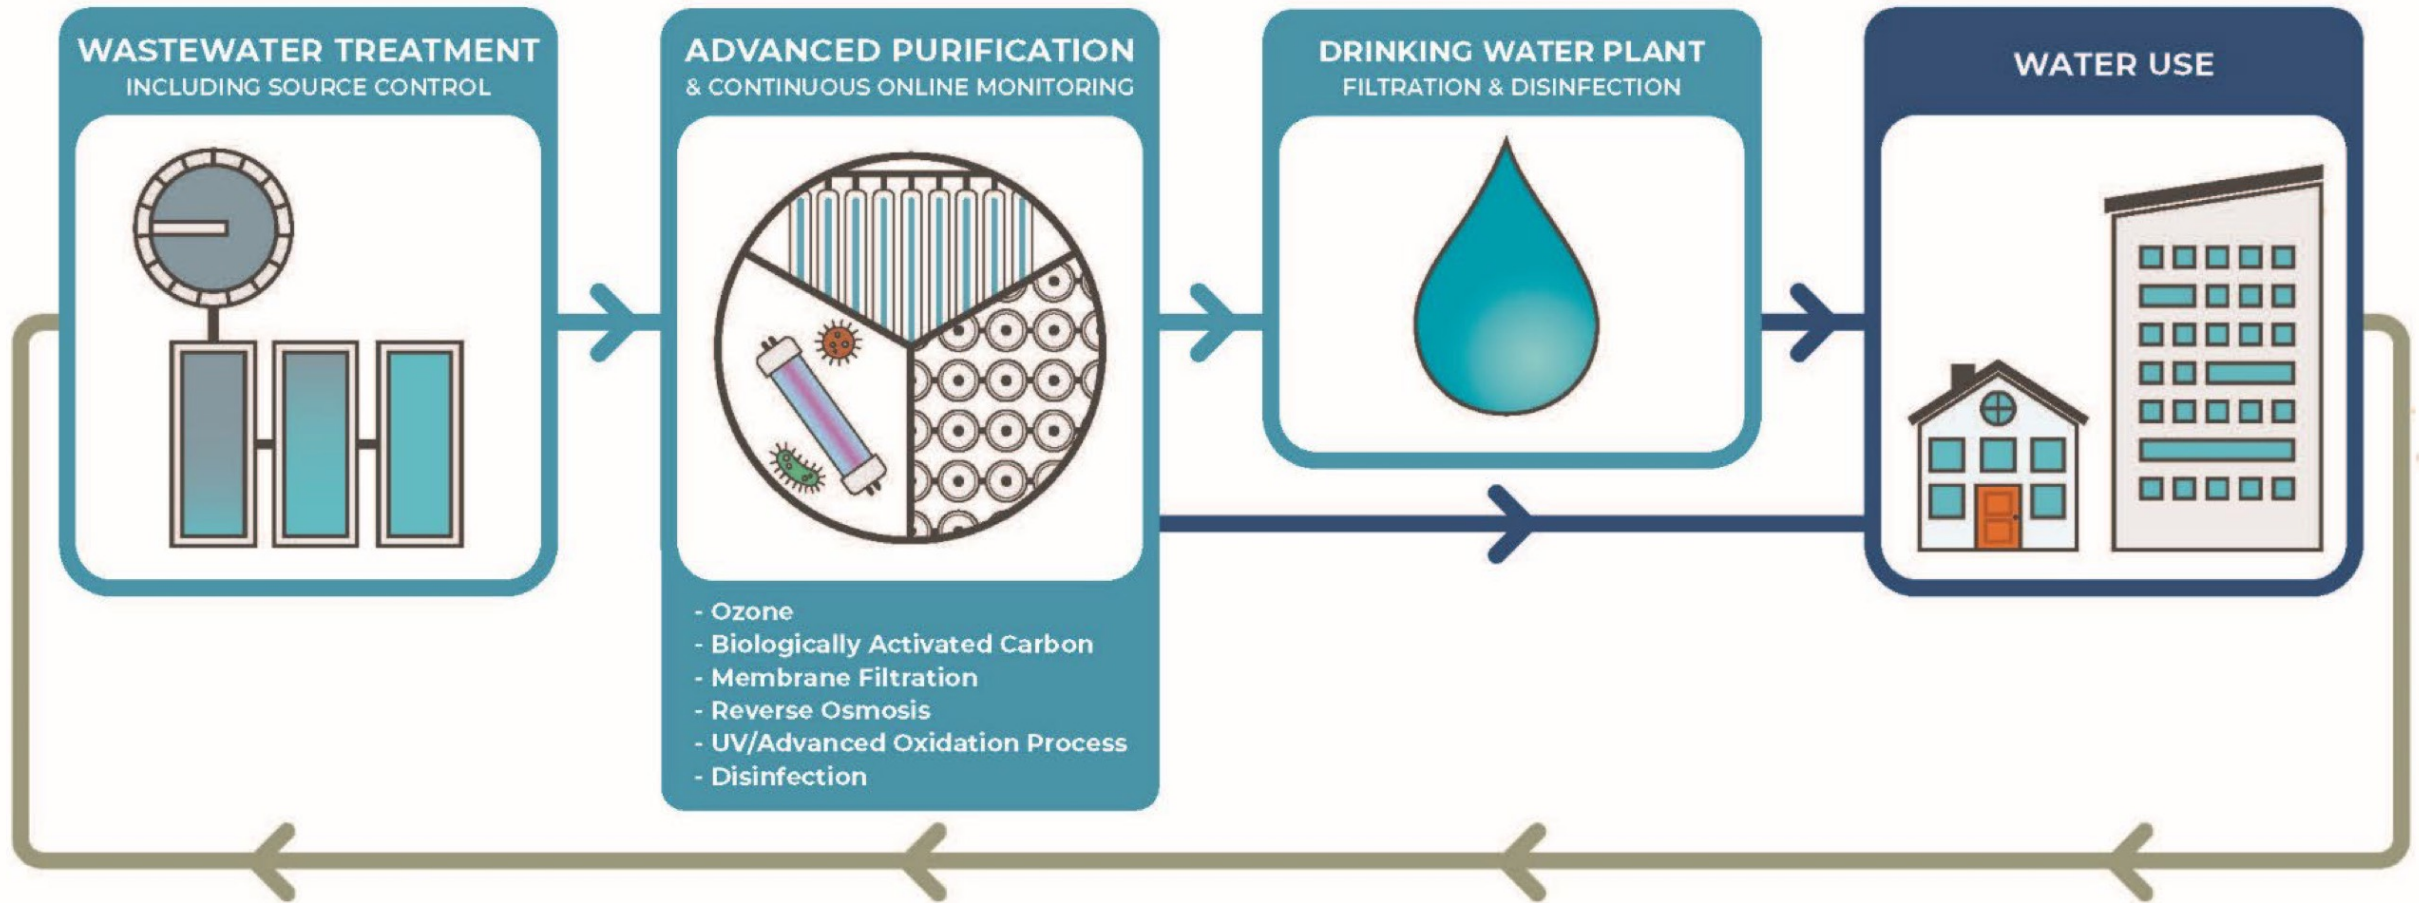 WASTEWATER TREATMENT
INCLUDING SOURCE CONTROL
ADVANCED PURIFICATION
& CONTINUOUS ONLINE MONITORING
- Ozone
- Biologically Activated Carbon
- Membrane Filtration
- Reverse Osmosis
- UV/Advanced Oxidation Process
- Disinfection
DRINKING WATER PLANT
FILTRATION & DISINFECTION
WATER USE